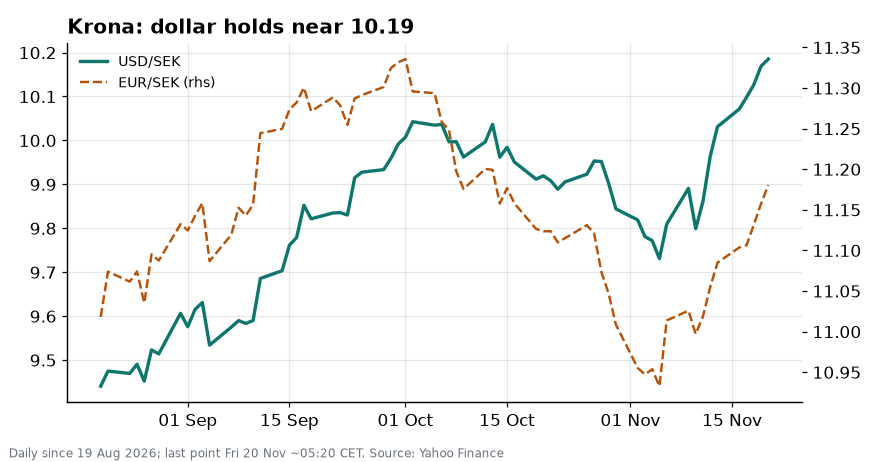 Krona: dollar holds near 10.19
USD/SEK
EUR/SEK (rhs)
10.2
10.1
10.0
9.9
9.8
9.7
9.6
9.5
11.35
11.30
11.25
11.20
11.15
11.10
11.05
11.00
10.95
01 Sep
15 Sep
01 Oct
15 Oct
01 Nov
15 Nov
Daily since 19 Aug 2026; last point Fri 20 Nov ~05:20 CET. Source: Yahoo Finance